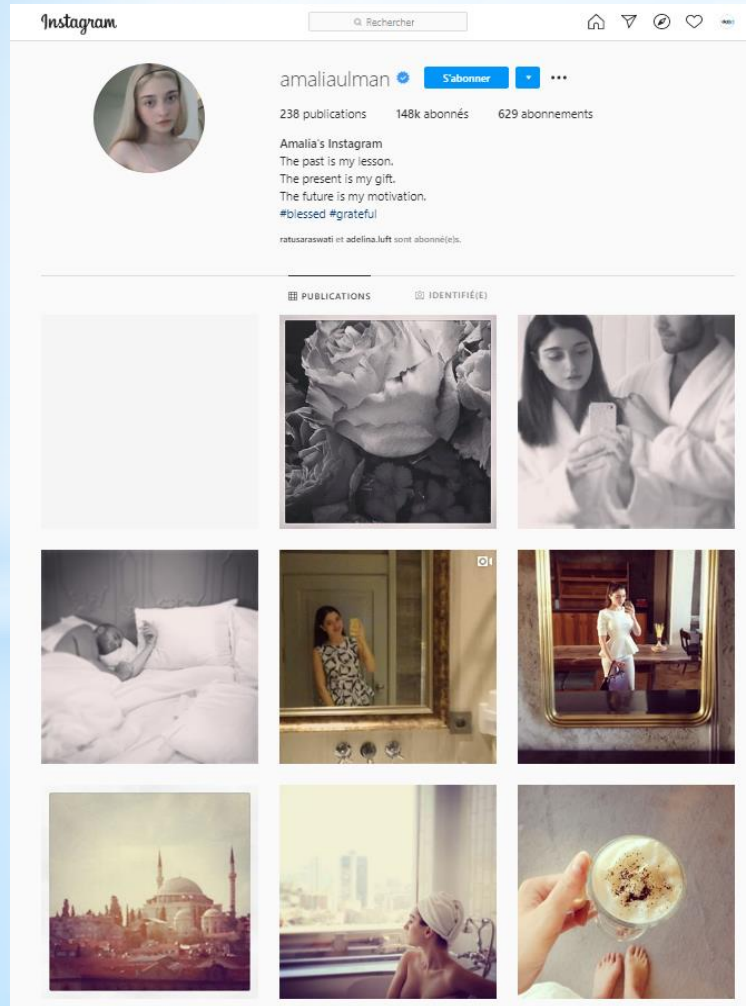 Instagram
Rechercher
amaliaulman S'abonner
238 publications 148k abonnés 629 abonnements
Amalia's Instagram
The past is my lesson.
The present is my gift.
The future is my motivation.
#blessed #grateful
ratusaraswati et adelina.luft sont abonné(e)s.
PUBLICATIONS IDENTIFIÉ(E)